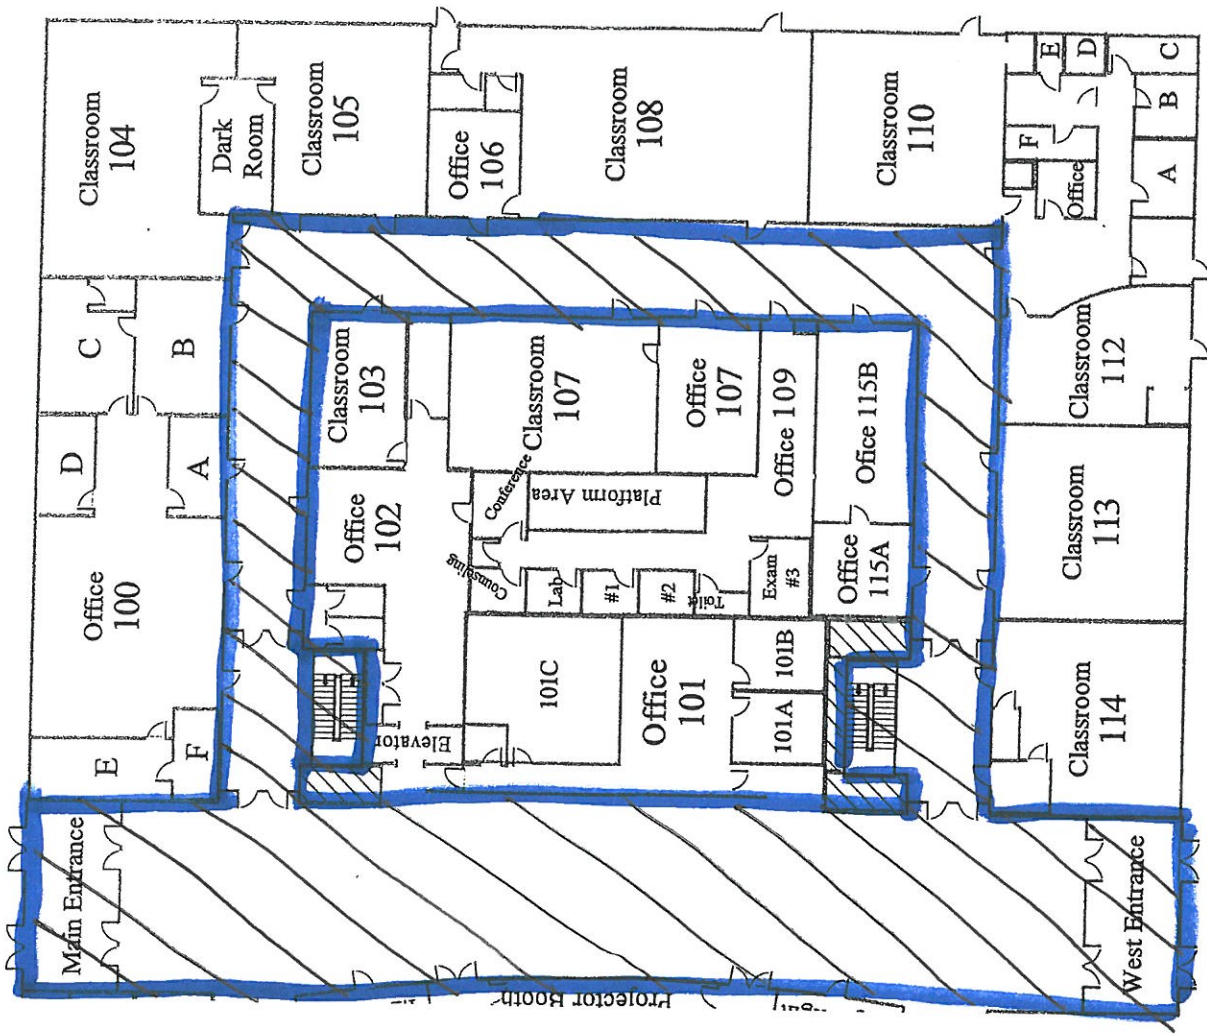 Classroom
104
Dark
Room
Classroom
105
Office
106
Classroom
108
Classroom
110
E
D
C
B
A
F
Office
C
B
D
A
Office
100
E
F
Classroom
103
Office
102
Classroom
107
Office
107
Office 109
Ofice 115B
Office
115A
Conference
Platform Area
Counseling
Lab
#1
#2
Toilet
Exam
#3
101C
Office
101
101B
101A
Elevator
Classroom
112
Classroom
113
Classroom
114
Main Entrance
West Entrance
Projector Booth